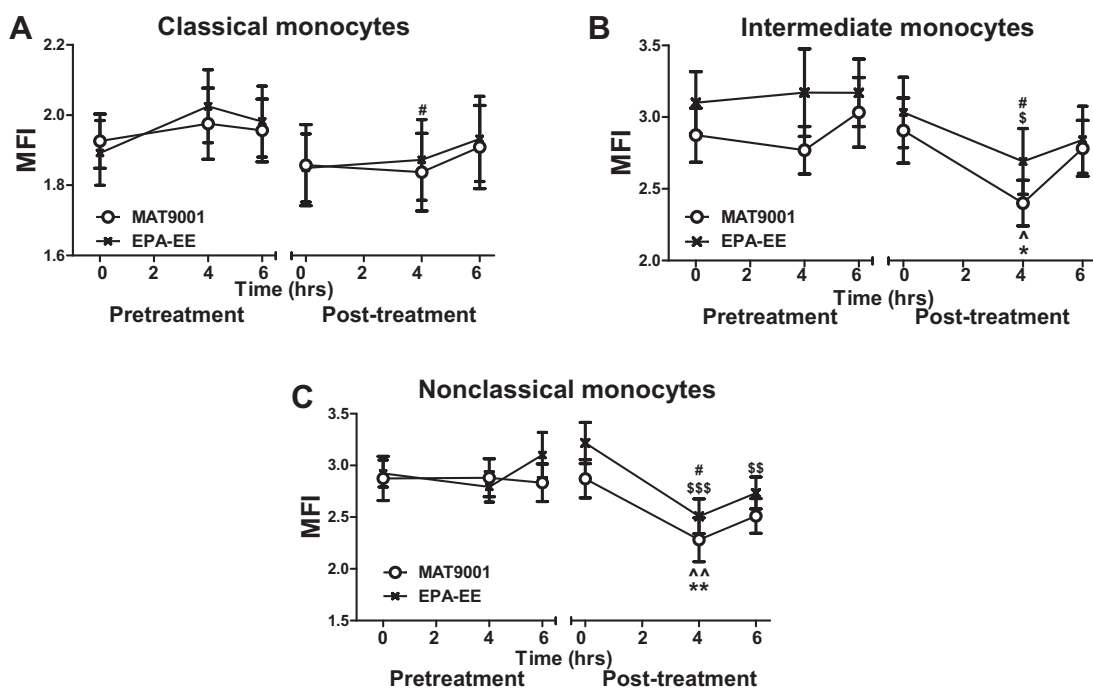 A
Classical monocytes
2.2
2.0
1.8
1.6
MFI
MAT9001
EPA-EE
#
0 2 4 6 0 2 4 6
Time (hrs)
Pretreatment Post-treatment
B
Intermediate monocytes
3.5
3.0
2.5
2.0
MFI
MAT9001
EPA-EE
#
$
^
*
0 2 4 6 0 2 4 6
Time (hrs)
Pretreatment Post-treatment
C
Nonclassical monocytes
3.5
3.0
2.5
2.0
1.5
MFI
MAT9001
EPA-EE
#
$$$ $$
^^
**
0 2 4 6 0 2 4 6
Time (hrs)
Pretreatment Post-treatment